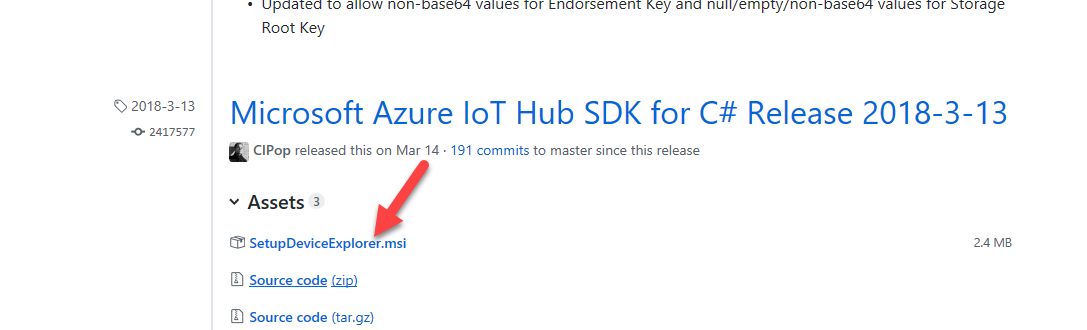 • Updated to allow non-base64 values for Endorsement Key and null/empty/non-base64 values for Storage
Root Key
2018-3-13
2417577
Microsoft Azure IoT Hub SDK for C# Release 2018-3-13
CIPop released this on Mar 14 · 191 commits to master since this release
Assets 3
SetupDeviceExplorer.msi 2.4 MB
Source code (zip)
Source code (tar.gz)